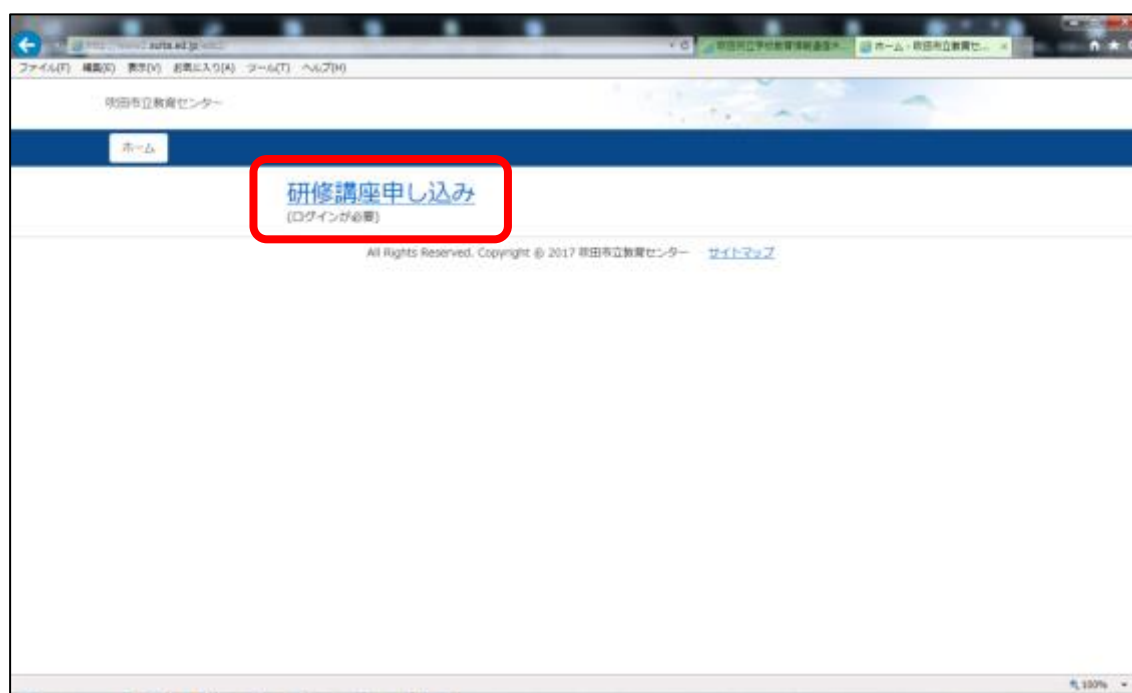 ファイル(F) 編集(E) 表示(V) お気に入り(A) ツール(T) ヘルプ(H)
吹田市立教育センター
ホーム
研修講座申し込み
(ログインが必要)
All Rights Reserved. Copyright © 2017 吹田市立教育センター サイトマップ
100%